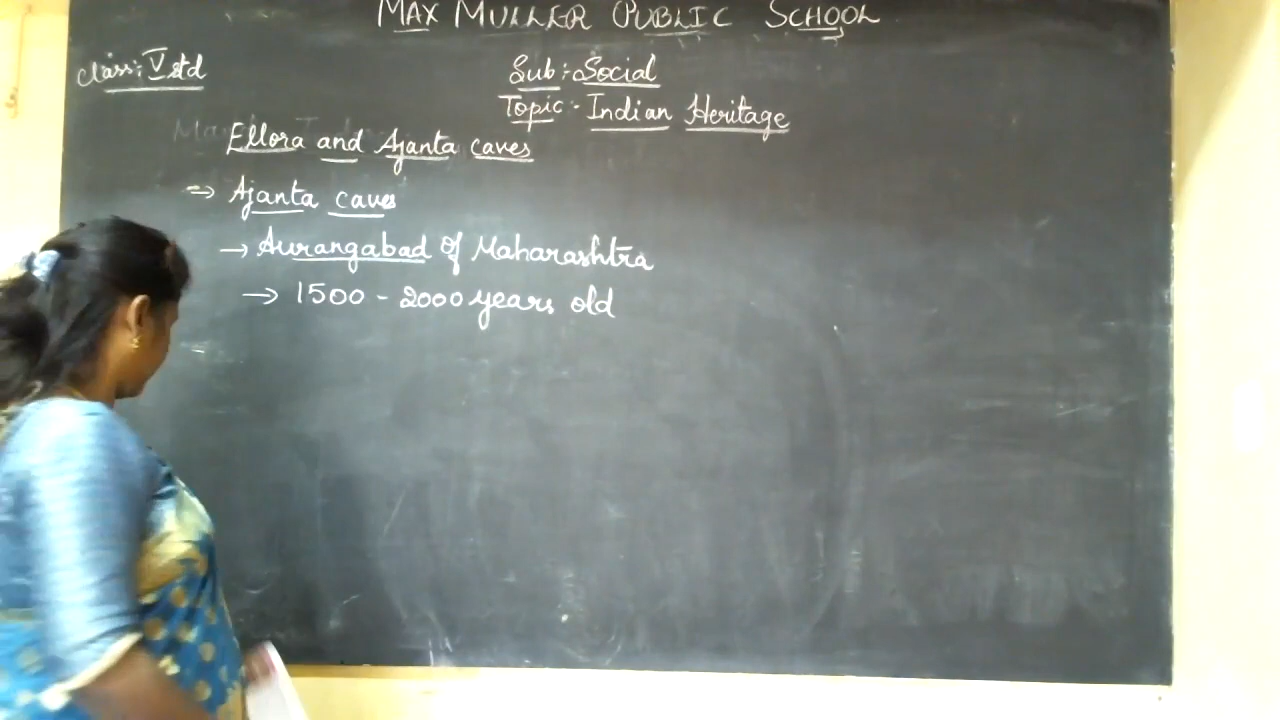 MAX MULLER PUBLIC SCHOOL
Class: V std
Sub :- Social
Topic :- Indian Heritage
Ellora and Ajanta caves
⇒ Ajanta caves
→ Aurangabad of Maharashtra
→ 1500 - 2000 years old